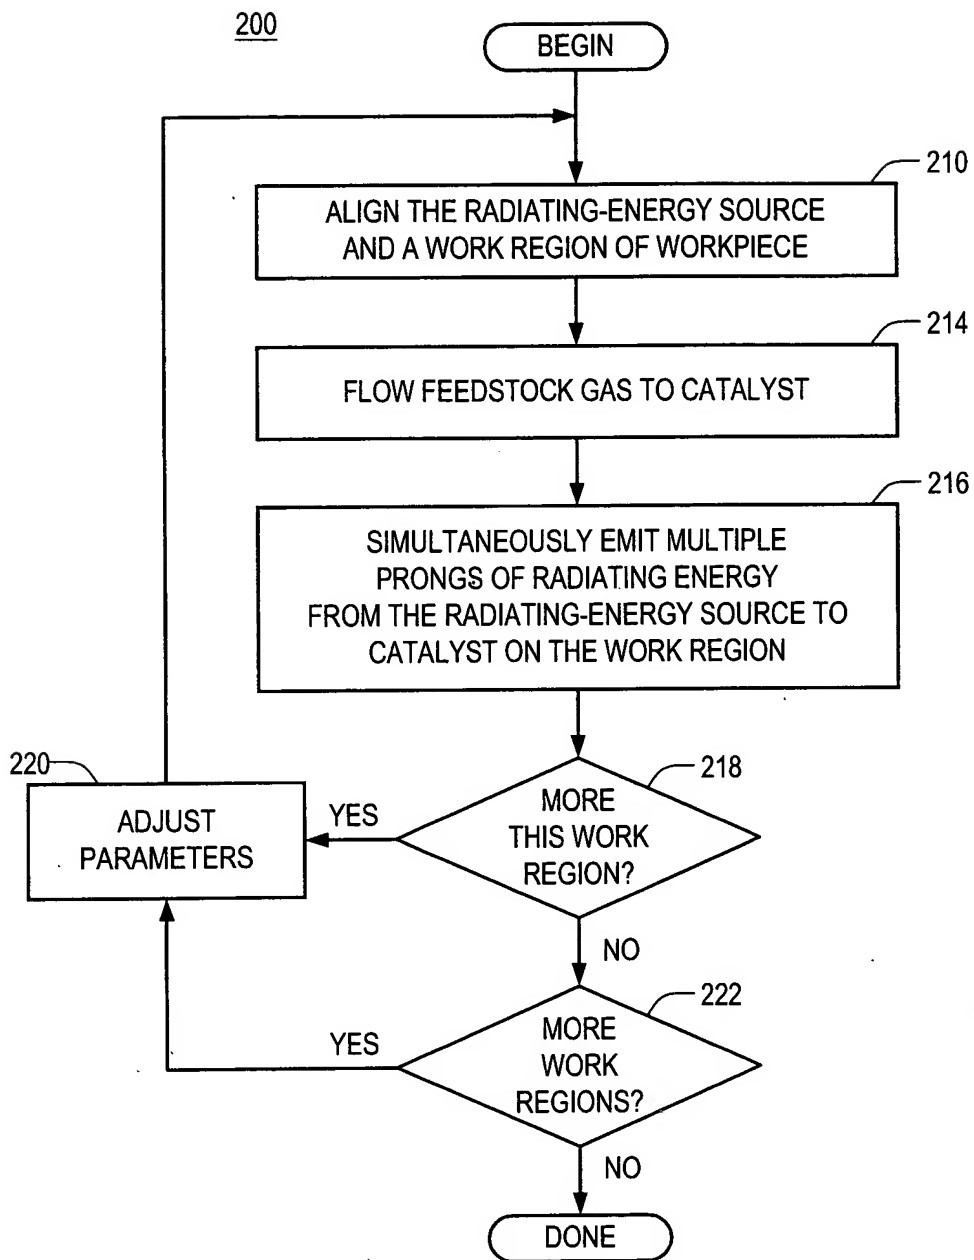 200
BEGIN
210
ALIGN THE RADIATING-ENERGY SOURCE
AND A WORK REGION OF WORKPIECE
214
FLOW FEEDSTOCK GAS TO CATALYST
216
SIMULTANEOUSLY EMIT MULTIPLE
PRONGS OF RADIATING ENERGY
FROM THE RADIATING-ENERGY SOURCE TO
CATALYST ON THE WORK REGION
220
ADJUST
PARAMETERS
YES
218
MORE
THIS WORK
REGION?
NO
222
YES
MORE
WORK
REGIONS?
NO
DONE